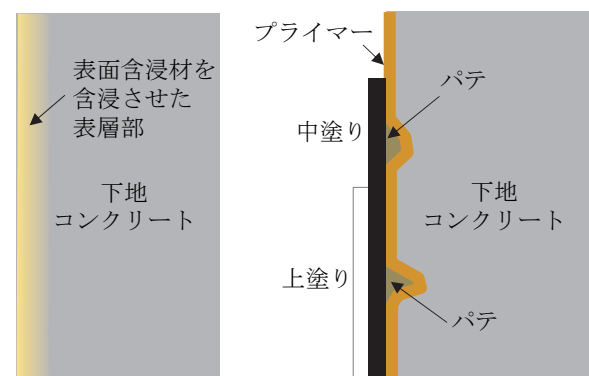 表面含浸材を
含浸させた
表層部
下地
コンクリート
プライマー
パテ
中塗り
下地
コンクリート
上塗り
パテ